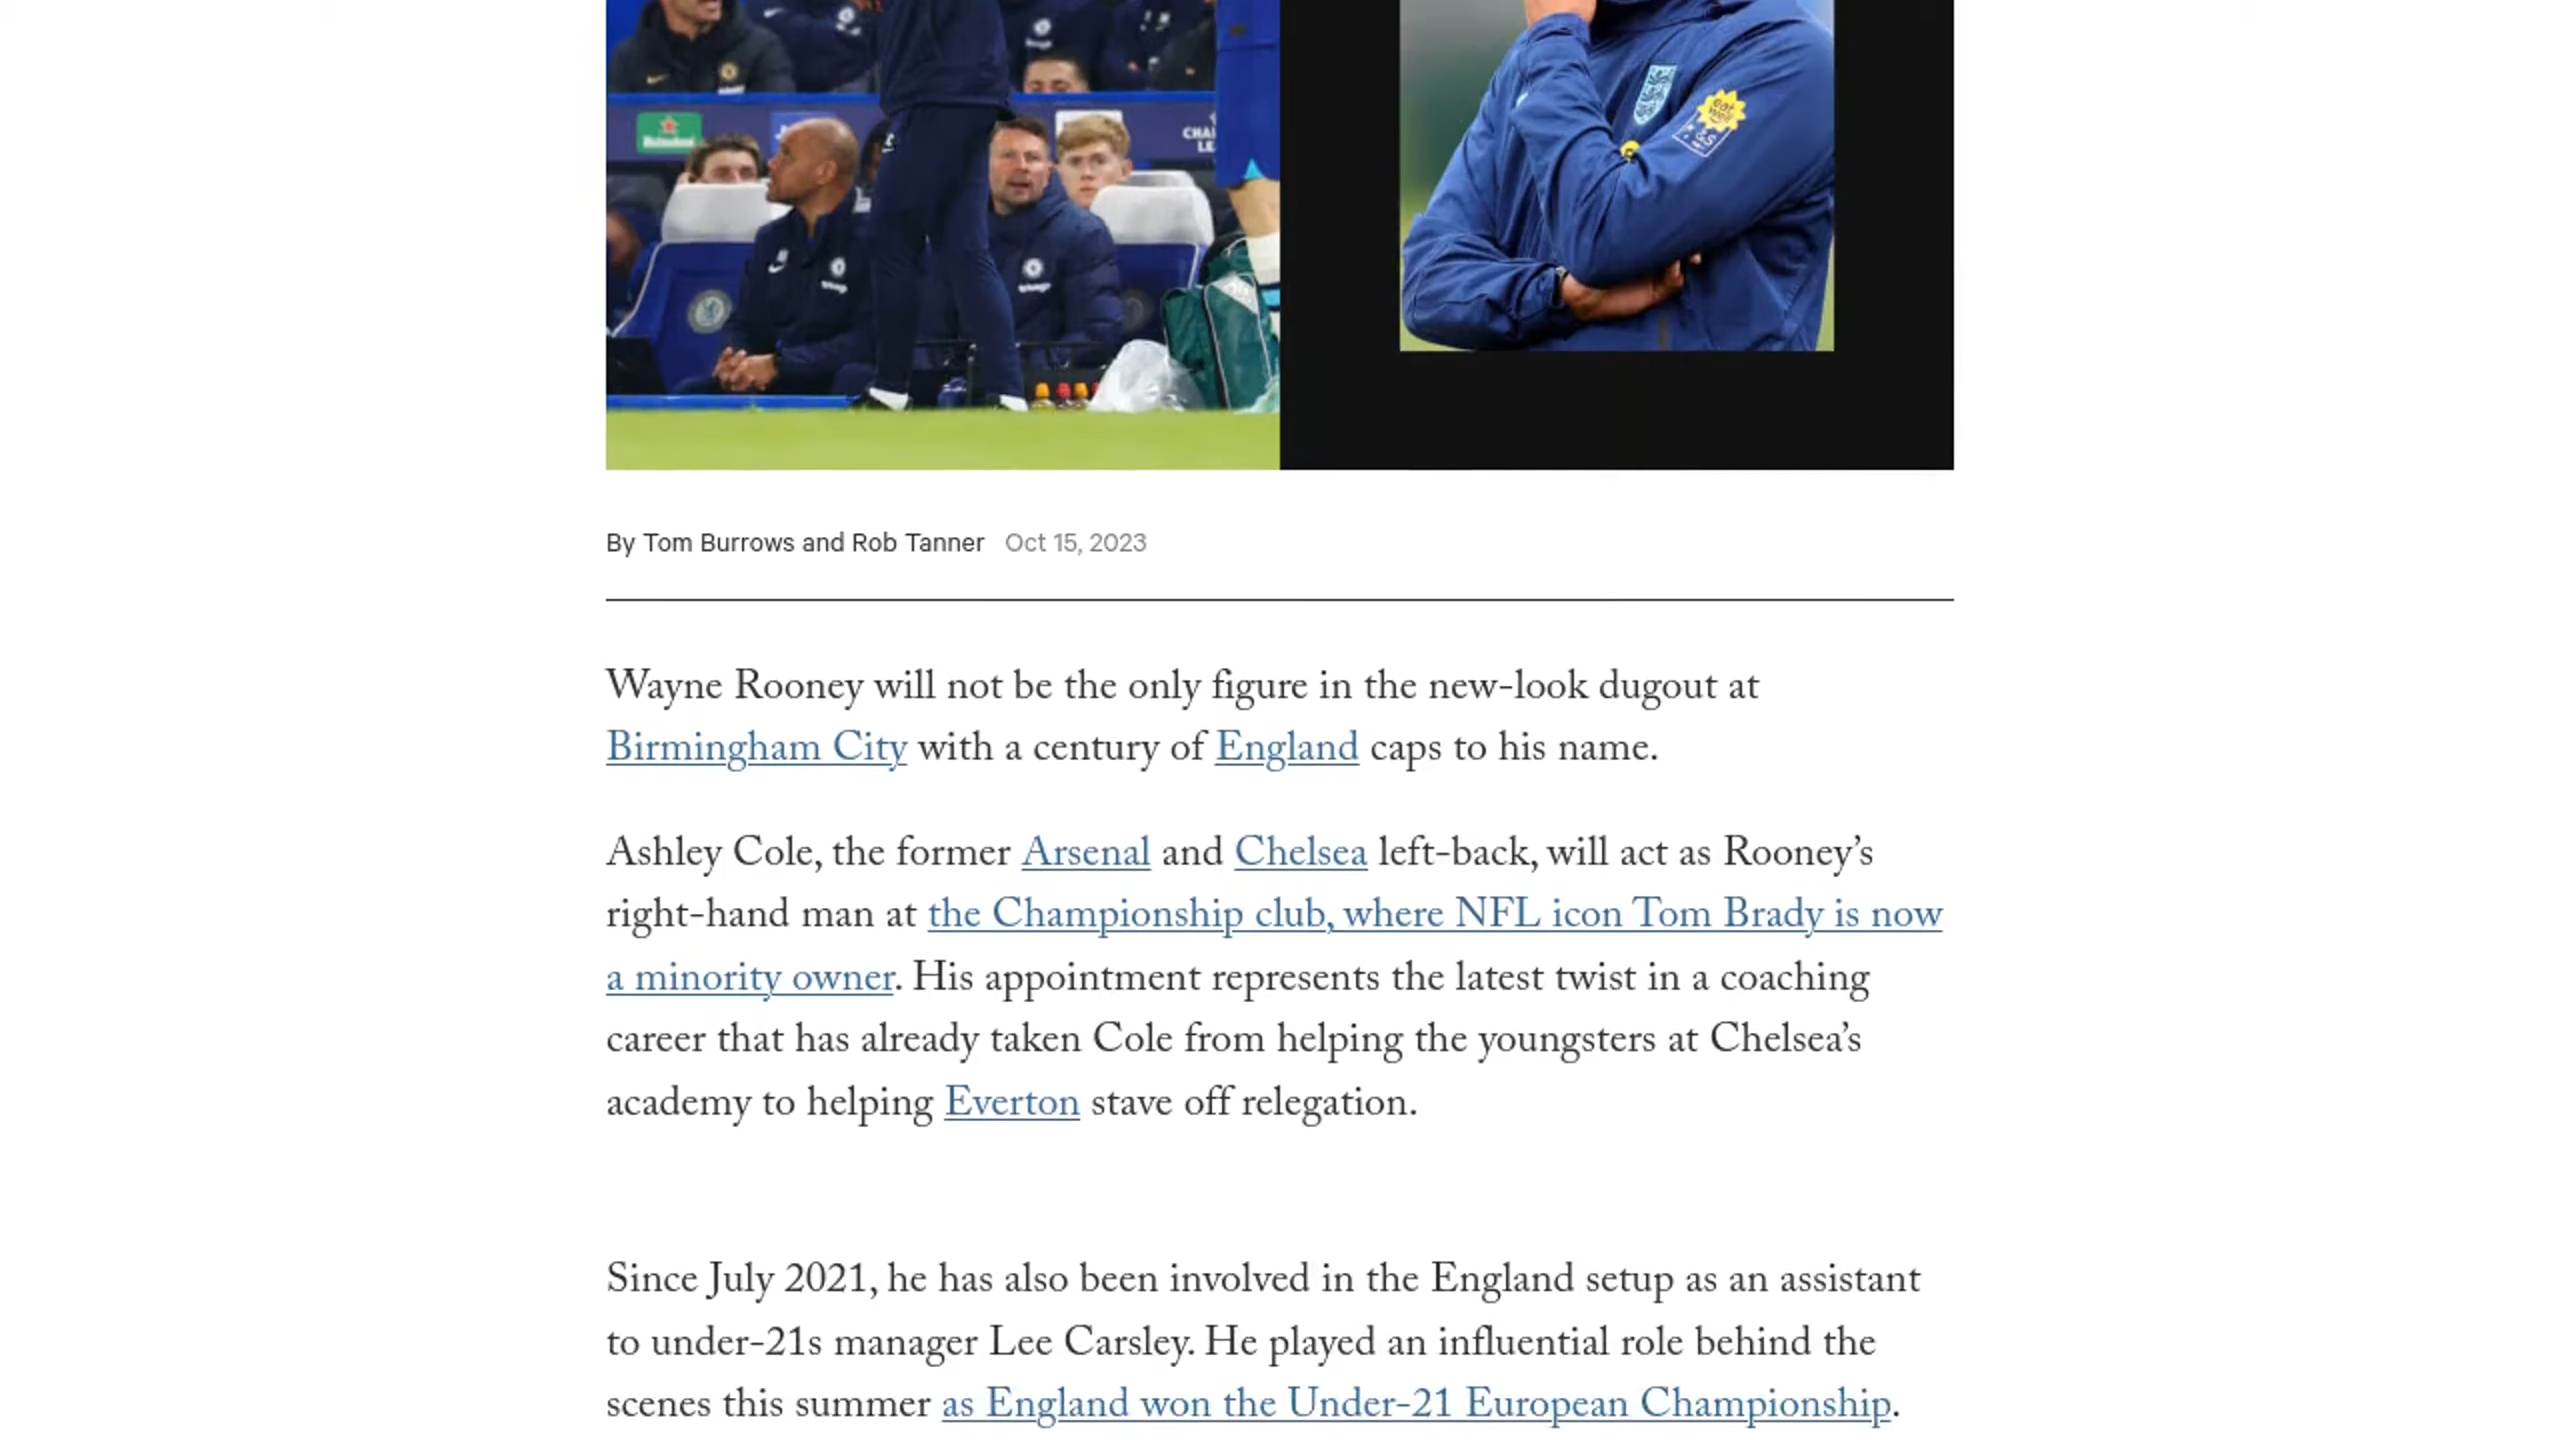 Heineken
CHA
LE
eat
well
M&S
By Tom Burrows and Rob Tanner Oct 15, 2023
Wayne Rooney will not be the only figure in the new-look dugout at
Birmingham City with a century of England caps to his name.
Ashley Cole, the former Arsenal and Chelsea left-back, will act as Rooney’s
right-hand man at the Championship club, where NFL icon Tom Brady is now
a minority owner. His appointment represents the latest twist in a coaching
career that has already taken Cole from helping the youngsters at Chelsea’s
academy to helping Everton stave off relegation.
Since July 2021, he has also been involved in the England setup as an assistant
to under-21s manager Lee Carsley. He played an influential role behind the
scenes this summer as England won the Under-21 European Championship.